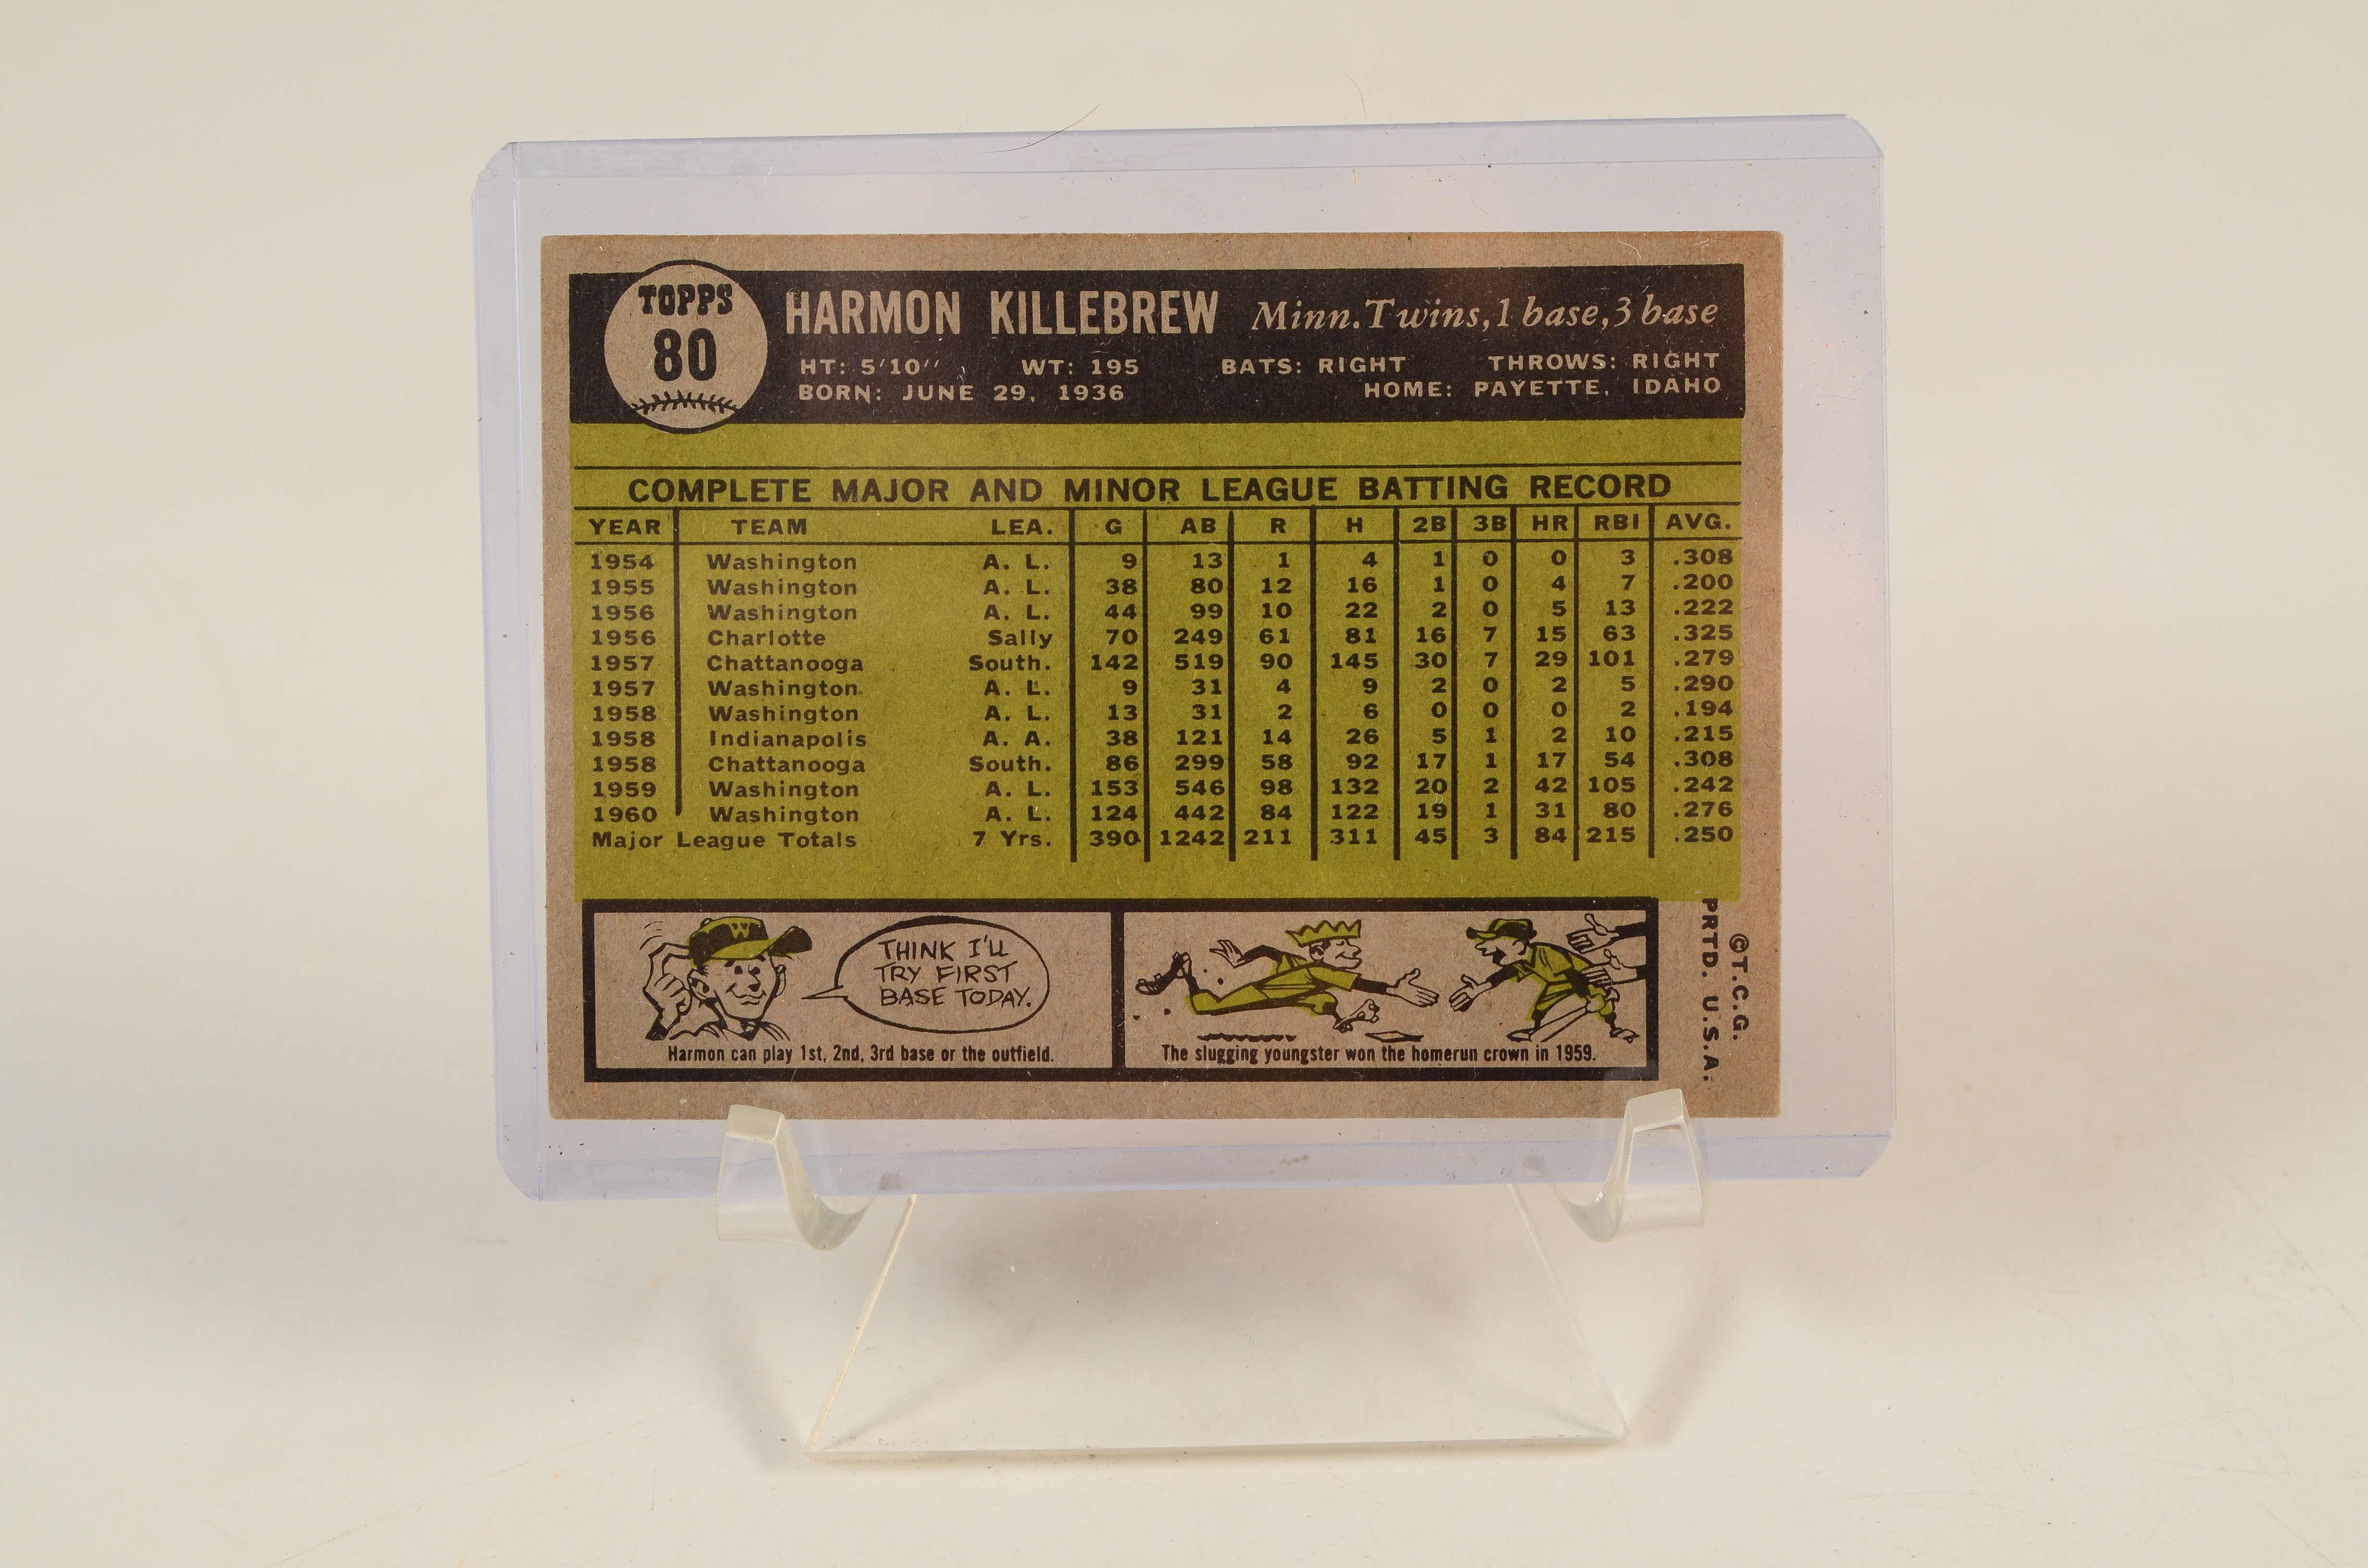 TOPPS
80
HARMON KILLEBREW Minn. Twins, 1 base, 3 base
HT: 5'10" WT: 195 BATS: RIGHT THROWS: RIGHT
BORN: JUNE 29, 1936 HOME: PAYETTE, IDAHO
COMPLETE MAJOR AND MINOR LEAGUE BATTING RECORD
YEAR TEAM LEA. G AB R H 2B 3B HR RBI AVG.
1954 Washington A. L. 9 13 1 4 1 0 0 3 .308
1955 Washington A. L. 38 80 12 16 1 0 4 7 .200
1956 Washington A. L. 44 99 10 22 2 0 5 13 .222
1956 Charlotte Sally 70 249 61 81 16 7 15 63 .325
1957 Chattanooga South. 142 519 90 145 30 7 29 101 .279
1957 Washington A. L. 9 31 4 9 2 0 2 5 .290
1958 Washington A. L. 13 31 2 6 0 0 0 2 .194
1958 Indianapolis A. A. 38 121 14 26 5 1 2 10 .215
1958 Chattanooga South. 86 299 58 92 17 1 17 54 .308
1959 Washington A. L. 153 546 98 132 20 2 42 105 .242
1960 Washington A. L. 124 442 84 122 19 1 31 80 .276
Major League Totals 7 Yrs. 390 1242 211 311 45 3 84 215 .250
W
THINK I'LL
TRY FIRST
BASE TODAY.
Harmon can play 1st, 2nd, 3rd base or the outfield.
The slugging youngster won the homerun crown in 1959.
©T.C.G.
PRTD. U.S.A.